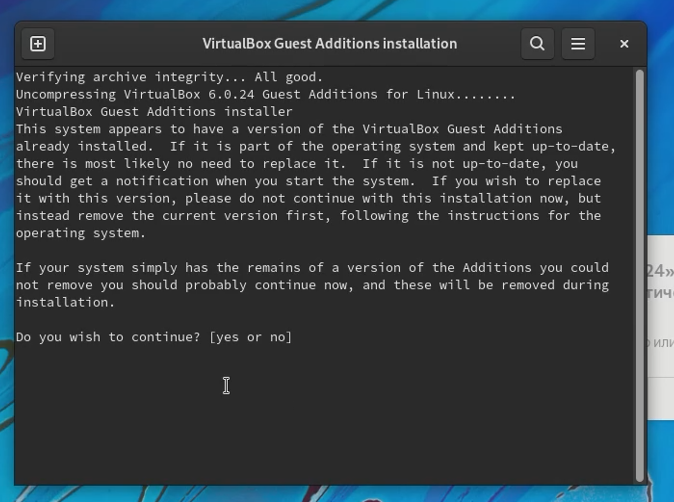 VirtualBox Guest Additions installation
Verifying archive integrity... All good.
Uncompressing VirtualBox 6.0.24 Guest Additions for Linux........
VirtualBox Guest Additions installer
This system appears to have a version of the VirtualBox Guest Additions
already installed.  If it is part of the operating system and kept up-to-date,
there is most likely no need to replace it.  If it is not up-to-date, you
should get a notification when you start the system.  If you wish to replace
it with this version, please do not continue with this installation now, but
instead remove the current version first, following the instructions for the
operating system.
If your system simply has the remains of a version of the Additions you could
not remove you should probably continue now, and these will be removed during
installation.
Do you wish to continue? [yes or no]
24»
или